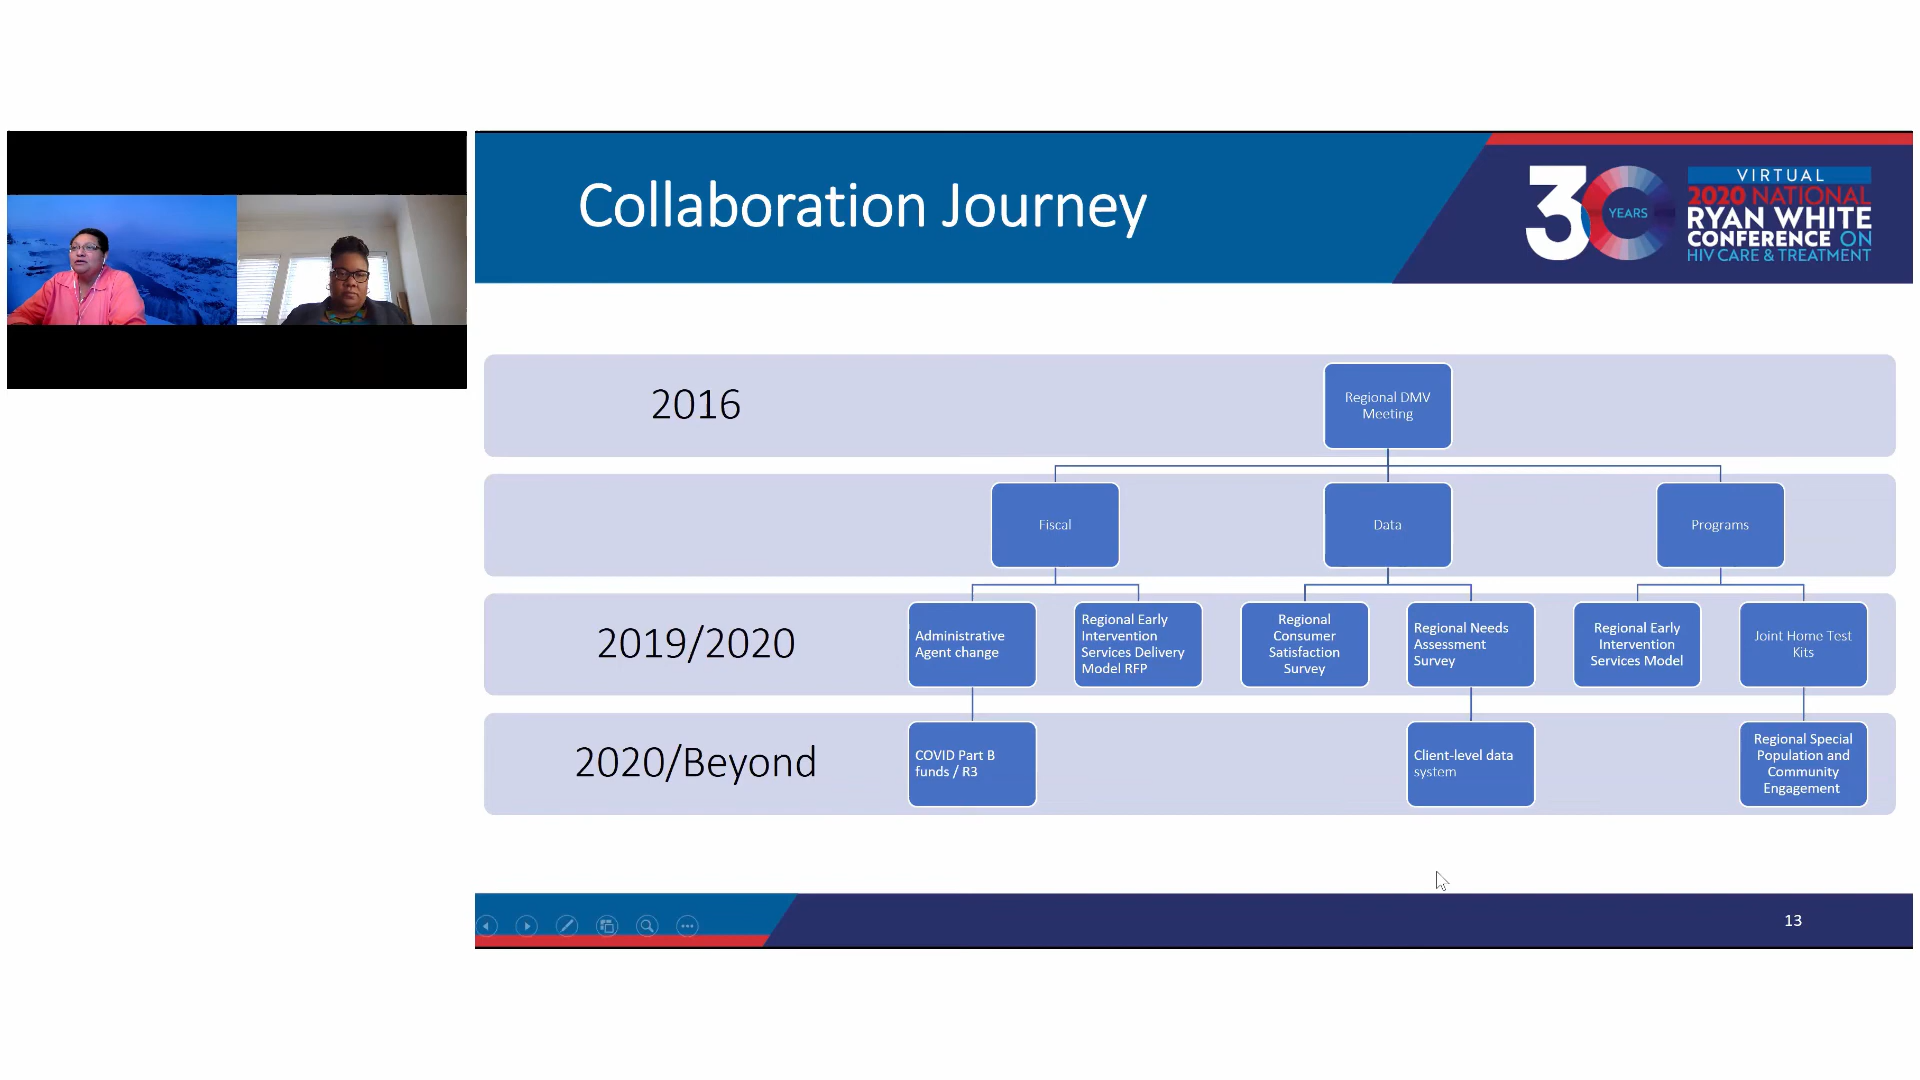 Collaboration Journey
30
YEARS
VIRTUAL
2020 NATIONAL
RYAN WHITE
CONFERENCE ON
HIV CARE & TREATMENT
2016
Regional DMV
Meeting
Fiscal
Data
Programs
2019/2020
Administrative
Agent change
Regional Early
Intervention
Services Delivery
Model RFP
Regional
Consumer
Satisfaction
Survey
Regional Needs
Assessment
Survey
Regional Early
Intervention
Services Model
Joint Home Test
Kits
2020/Beyond
COVID Part B
funds / R3
Client-level data
system
Regional Special
Population and
Community
Engagement
13